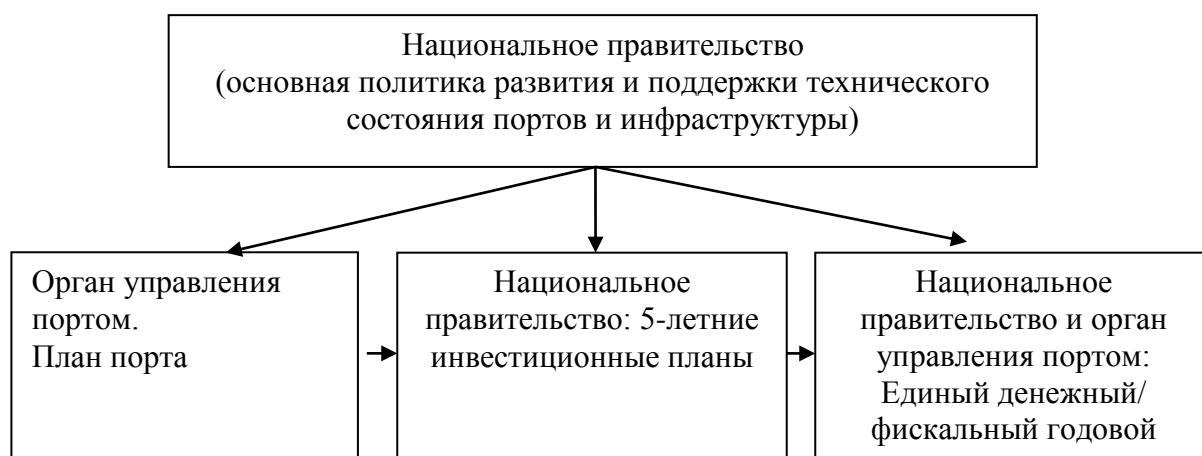 Национальное правительство
(основная политика развития и поддержки технического
состояния портов и инфраструктуры)
Орган управления
портом.
План порта
Национальное
правительство: 5-летние
инвестиционные планы
Национальное
правительство и орган
управления портом:
Единый денежный/
фискальный годовой